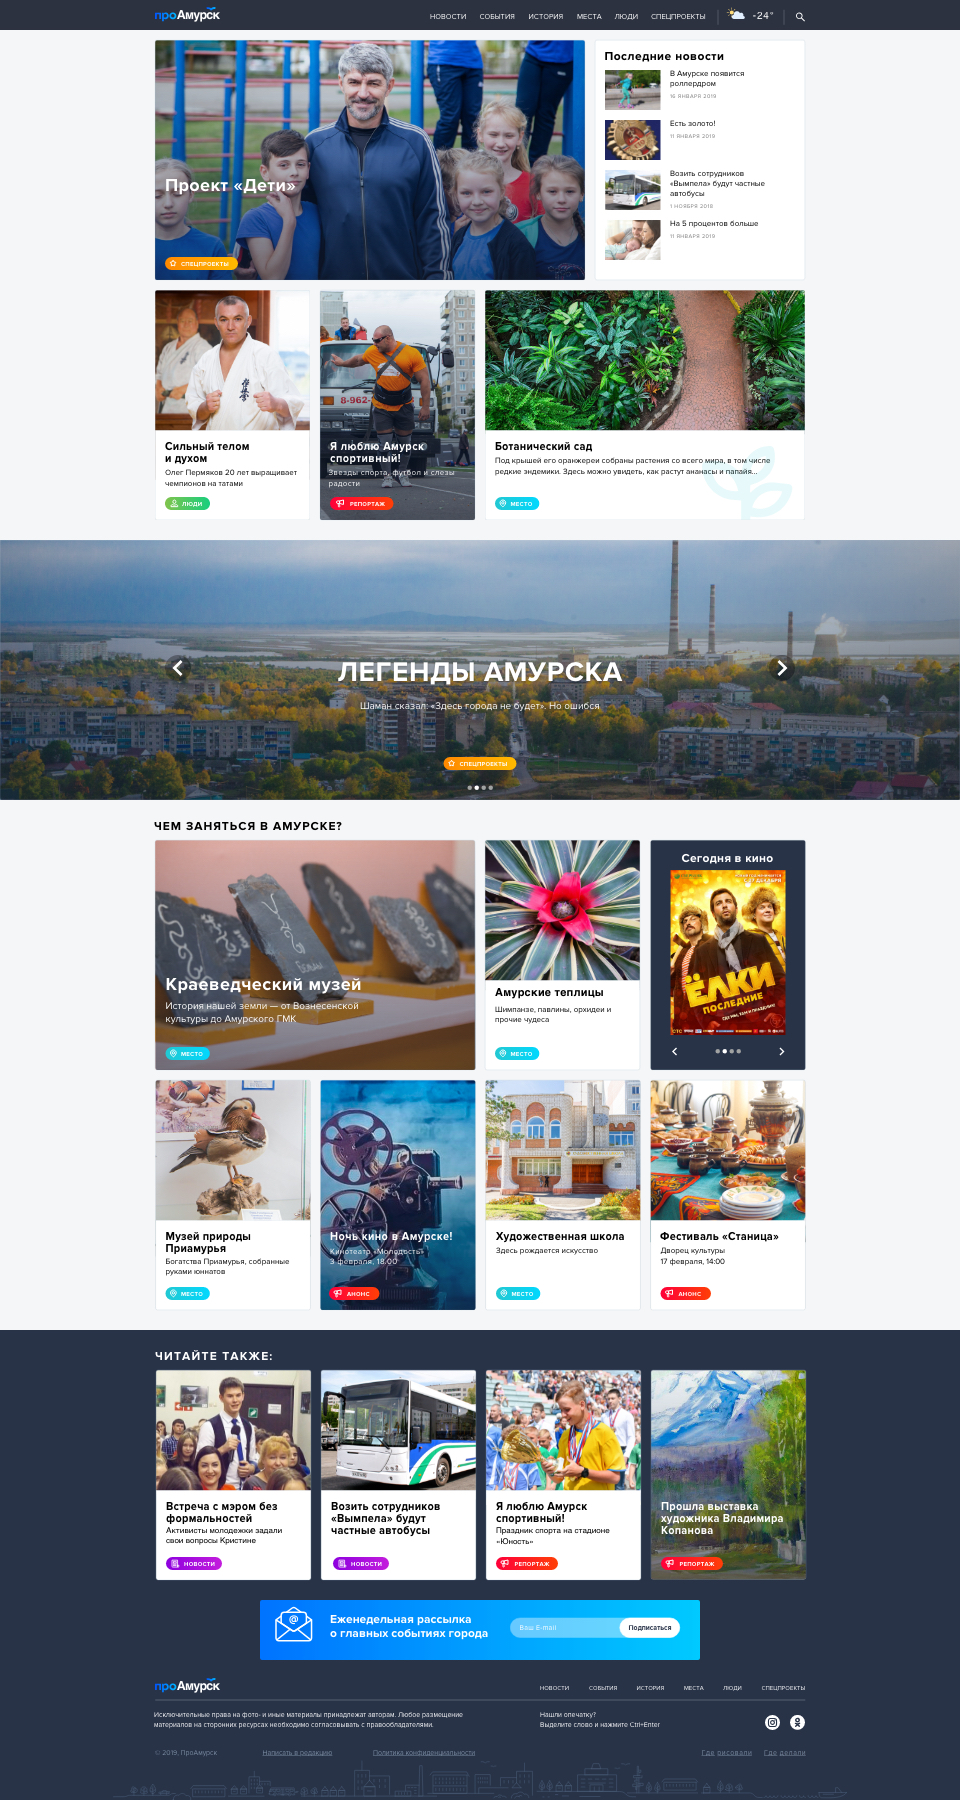 проАмурск
НОВОСТИ СОБЫТИЯ ИСТОРИЯ МЕСТА ЛЮДИ СПЕЦПРОЕКТЫ -24°
Проект «Дети»
СПЕЦПРОЕКТЫ
Последние новости
В Амурске появится
роллердром
16 ЯНВАРЯ 2019
Есть золото!
11 ЯНВАРЯ 2019
Возить сотрудников
«Вымпела» будут частные
автобусы
1 НОЯБРЯ 2018
На 5 процентов больше
11 ЯНВАРЯ 2019
Сильный телом
и духом
Олег Пермяков 20 лет выращивает
чемпионов на татами
ЛЮДИ
8-962-
Я люблю Амурск
спортивный!
Звезды спорта, футбол и слезы
радости
РЕПОРТАЖ
Ботанический сад
Под крышей его оранжереи собраны растения со всего мира, в том числе
редкие эндемики. Здесь можно увидеть, как растут ананасы и папайя...
МЕСТО
ЛЕГЕНДЫ АМУРСКА
Шаман сказал: «Здесь города не будет». Но ошибся
СПЕЦПРОЕКТЫ
ЧЕМ ЗАНЯТЬСЯ В АМУРСКЕ?
Краеведческий музей
История нашей земли — от Вознесенской
культуры до Амурского ГМК
МЕСТО
Амурские теплицы
Шимпанзе, павлины, орхидеи и
прочие чудеса
МЕСТО
Сегодня в кино
С 27 ДЕКАБРЯ
ЁЛКИ
ПОСЛЕДНИЕ
СТС
Музей природы
Приамурья
Богатства Приамурья, собранные
руками юннатов
МЕСТО
Ночь кино в Амурске!
Кинотеатр «Молодость»
3 февраля, 18.00
АНОНС
Художественная школа
Здесь рождается искусство
МЕСТО
Фестиваль «Станица»
Дворец культуры
17 февраля, 14:00
АНОНС
ЧИТАЙТЕ ТАКЖЕ:
Встреча с мэром без
формальностей
Активисты молодежки задали
свои вопросы Кристине
НОВОСТИ
Возить сотрудников
«Вымпела» будут
частные автобусы
НОВОСТИ
Я люблю Амурск
спортивный!
Праздник спорта на стадионе
«Юность»
РЕПОРТАЖ
Прошла выставка
художника Владимира
Копанова
РЕПОРТАЖ
@
Еженедельная рассылка
о главных событиях города
Ваш E-mail
Подписаться
проАмурск
НОВОСТИ СОБЫТИЯ ИСТОРИЯ МЕСТА ЛЮДИ СПЕЦПРОЕКТЫ
Исключительные права на фото- и иные материалы принадлежат авторам. Любое размещение
материалов на сторонних ресурсах необходимо согласовывать с правообладателями.
Нашли опечатку?
Выделите слово и нажмите Ctrl+Enter
© 2019, ПроАмурск Написать в редакцию Политика конфиденциальности Где рисовали Где делали